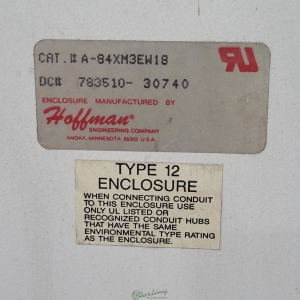 CAT.# A-84XM3EW18
DC# 783510- 30740
ENCLOSURE MANUFACTURED BY
Hoffman
ENGINEERING COMPANY
ANOKA, MINNESOTA 55303 U.S.A.
TYPE 12
ENCLOSURE
WHEN CONNECTING CONDUIT
TO THIS ENCLOSURE USE
ONLY UL LISTED OR
RECOGNIZED CONDUIT HUBS
THAT HAVE THE SAME
ENVIRONMENTAL TYPE RATING
AS THE ENCLOSURE.
Sterling